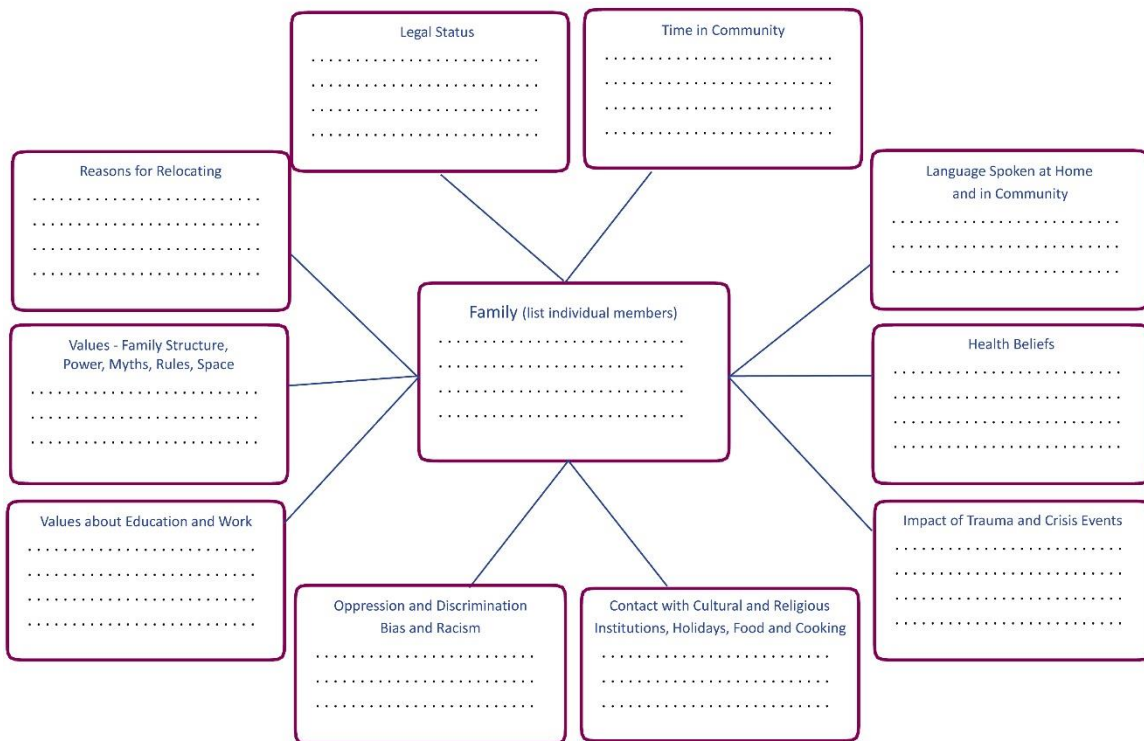 Legal Status
Time in Community
Reasons for Relocating
Language Spoken at Home
and in Community
Family (list individual members)
Values - Family Structure,
Power, Myths, Rules, Space
Health Beliefs
Values about Education and Work
Impact of Trauma and Crisis Events
Oppression and Discrimination
Bias and Racism
Contact with Cultural and Religious
Institutions, Holidays, Food and Cooking